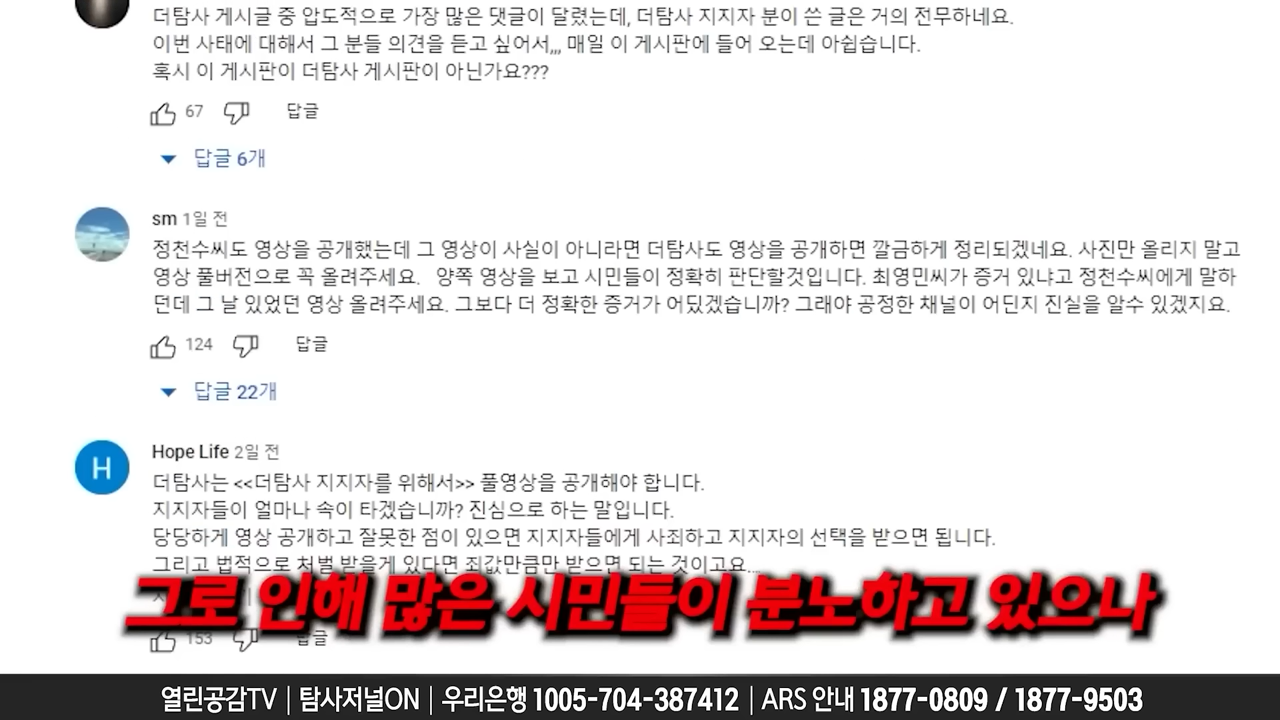 더탐사 게시글 중 압도적으로 가장 많은 댓글이 달렸는데, 더탐사 지지자 분이 쓴 글은 거의 전무하네요.
이번 사태에 대해서 그 분들 의견을 듣고 싶어서,,, 매일 이 게시판에 들어 오는데 아쉽습니다.
혹시 이 게시판이 더탐사 게시판이 아닌가요???
67 답글
답글 6개
sm 1일 전
정천수씨도 영상을 공개했는데 그 영상이 사실이 아니라면 더탐사도 영상을 공개하면 깔금하게 정리되겠네요. 사진만 올리지 말고
영상 풀버전으로 꼭 올려주세요. 양쪽 영상을 보고 시민들이 정확히 판단할것입니다. 최영민씨가 증거 있냐고 정천수씨에게 말하
던데 그 날 있었던 영상 올려주세요. 그보다 더 정확한 증거가 어딨겠습니까? 그래야 공정한 채널이 어딘지 진실을 알수 있겠지요.
124 답글
답글 22개
H
Hope Life 2일 전
더탐사는 <<더탐사 지지자를 위해서>> 풀영상을 공개해야 합니다.
지지자들이 얼마나 속이 타겠습니까? 진심으로 하는 말입니다.
당당하게 영상 공개하고 잘못한 점이 있으면 지지자들에게 사죄하고 지지자의 선택을 받으면 됩니다.
그리고 법적으로 처벌 받을게 있다면 죄값만큼만 받으면 되는 것이고요...
그로 인해 많은 시민들이 분노하고 있으나
153 답글
열린공감TV | 탐사저널ON | 우리은행 1005-704-387412 | ARS 안내 1877-0809 / 1877-9503